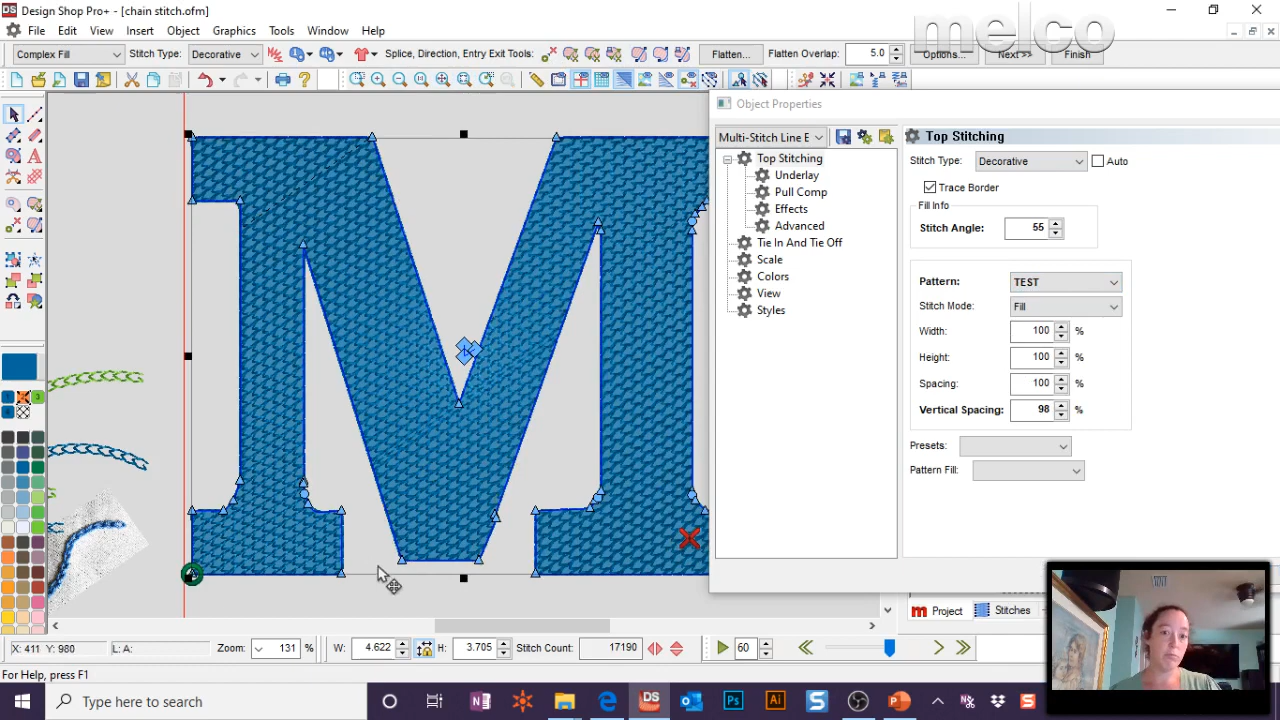 DS Design Shop Pro+ - [chain stitch.ofm]
melco
File Edit View Insert Object Graphics Tools Window Help
Complex Fill Stitch Type: Decorative Splice, Direction, Entry Exit Tools: Flatten... Flatten Overlap: 5.0 Options... Next>> Finish
Object Properties
Multi-Stitch Line E
Top Stitching
Top Stitching
Underlay
Pull Comp
Effects
Advanced
Tie In And Tie Off
Scale
Colors
View
Styles
Stitch Type: Decorative Auto
Trace Border
Fill Info
Stitch Angle: 55
Pattern: TEST
Stitch Mode: Fill
Width: 100 %
Height: 100 %
Spacing: 100 %
Vertical Spacing: 98 %
Presets:
Pattern Fill:
M
Project Stitches
X: 411 Y: 980 L: A: Zoom: 131 % W: 4.622 H: 3.705 Stitch Count: 17190 60
For Help, press F1
Type here to search